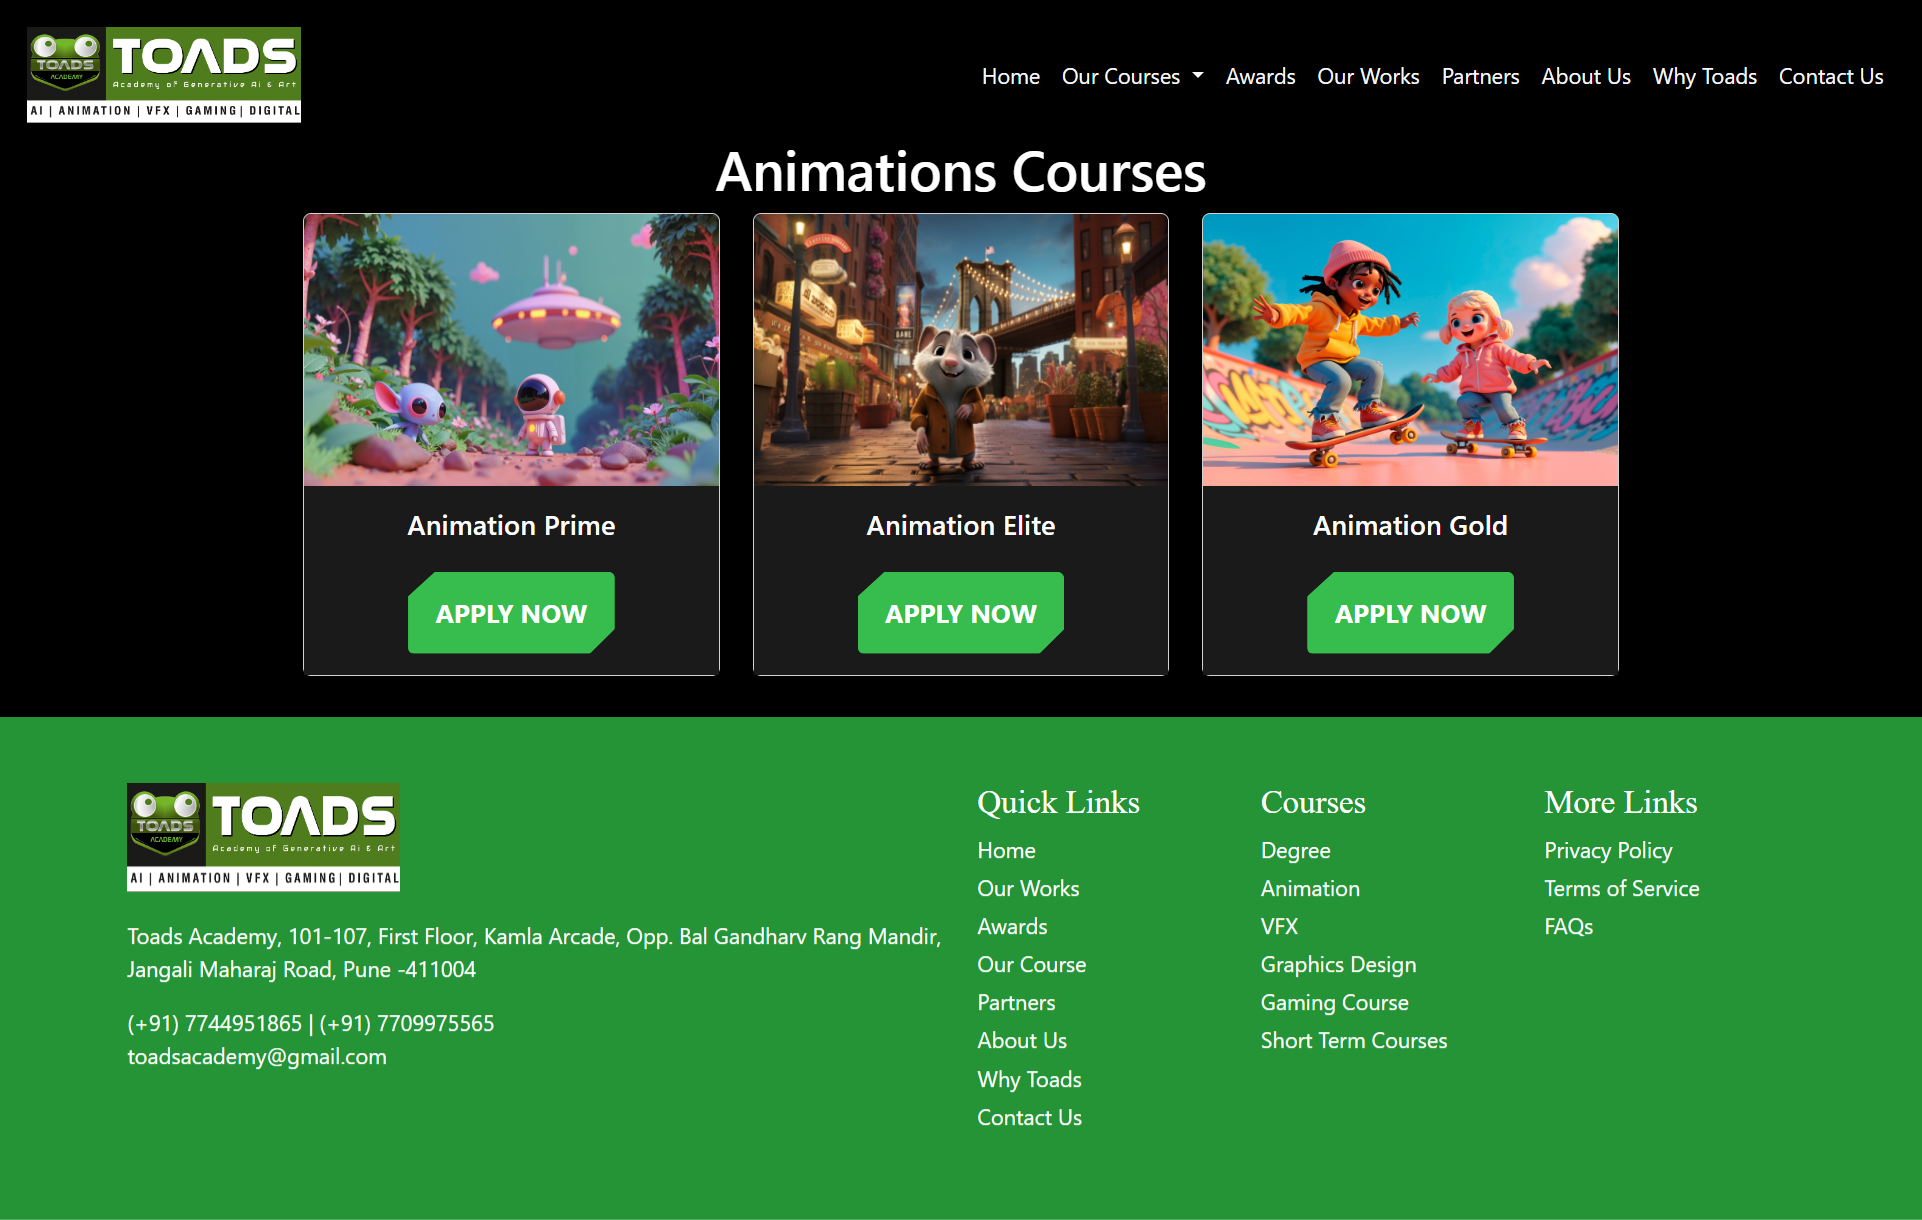 TOADS
ACADEMY
TOADS
Academy of Generative Ai & Art
AI | ANIMATION | VFX | GAMING | DIGITAL
Home Our Courses Awards Our Works Partners About Us Why Toads Contact Us
Animations Courses
Animation Prime
APPLY NOW
Animation Elite
APPLY NOW
Animation Gold
APPLY NOW
TOADS
ACADEMY
TOADS
Academy of Generative Ai & Art
AI | ANIMATION | VFX | GAMING | DIGITAL
Toads Academy, 101-107, First Floor, Kamla Arcade, Opp. Bal Gandharv Rang Mandir,
Jangali Maharaj Road, Pune -411004
(+91) 7744951865 | (+91) 7709975565
toadsacademy@gmail.com
Quick Links
Home
Our Works
Awards
Our Course
Partners
About Us
Why Toads
Contact Us
Courses
Degree
Animation
VFX
Graphics Design
Gaming Course
Short Term Courses
More Links
Privacy Policy
Terms of Service
FAQs